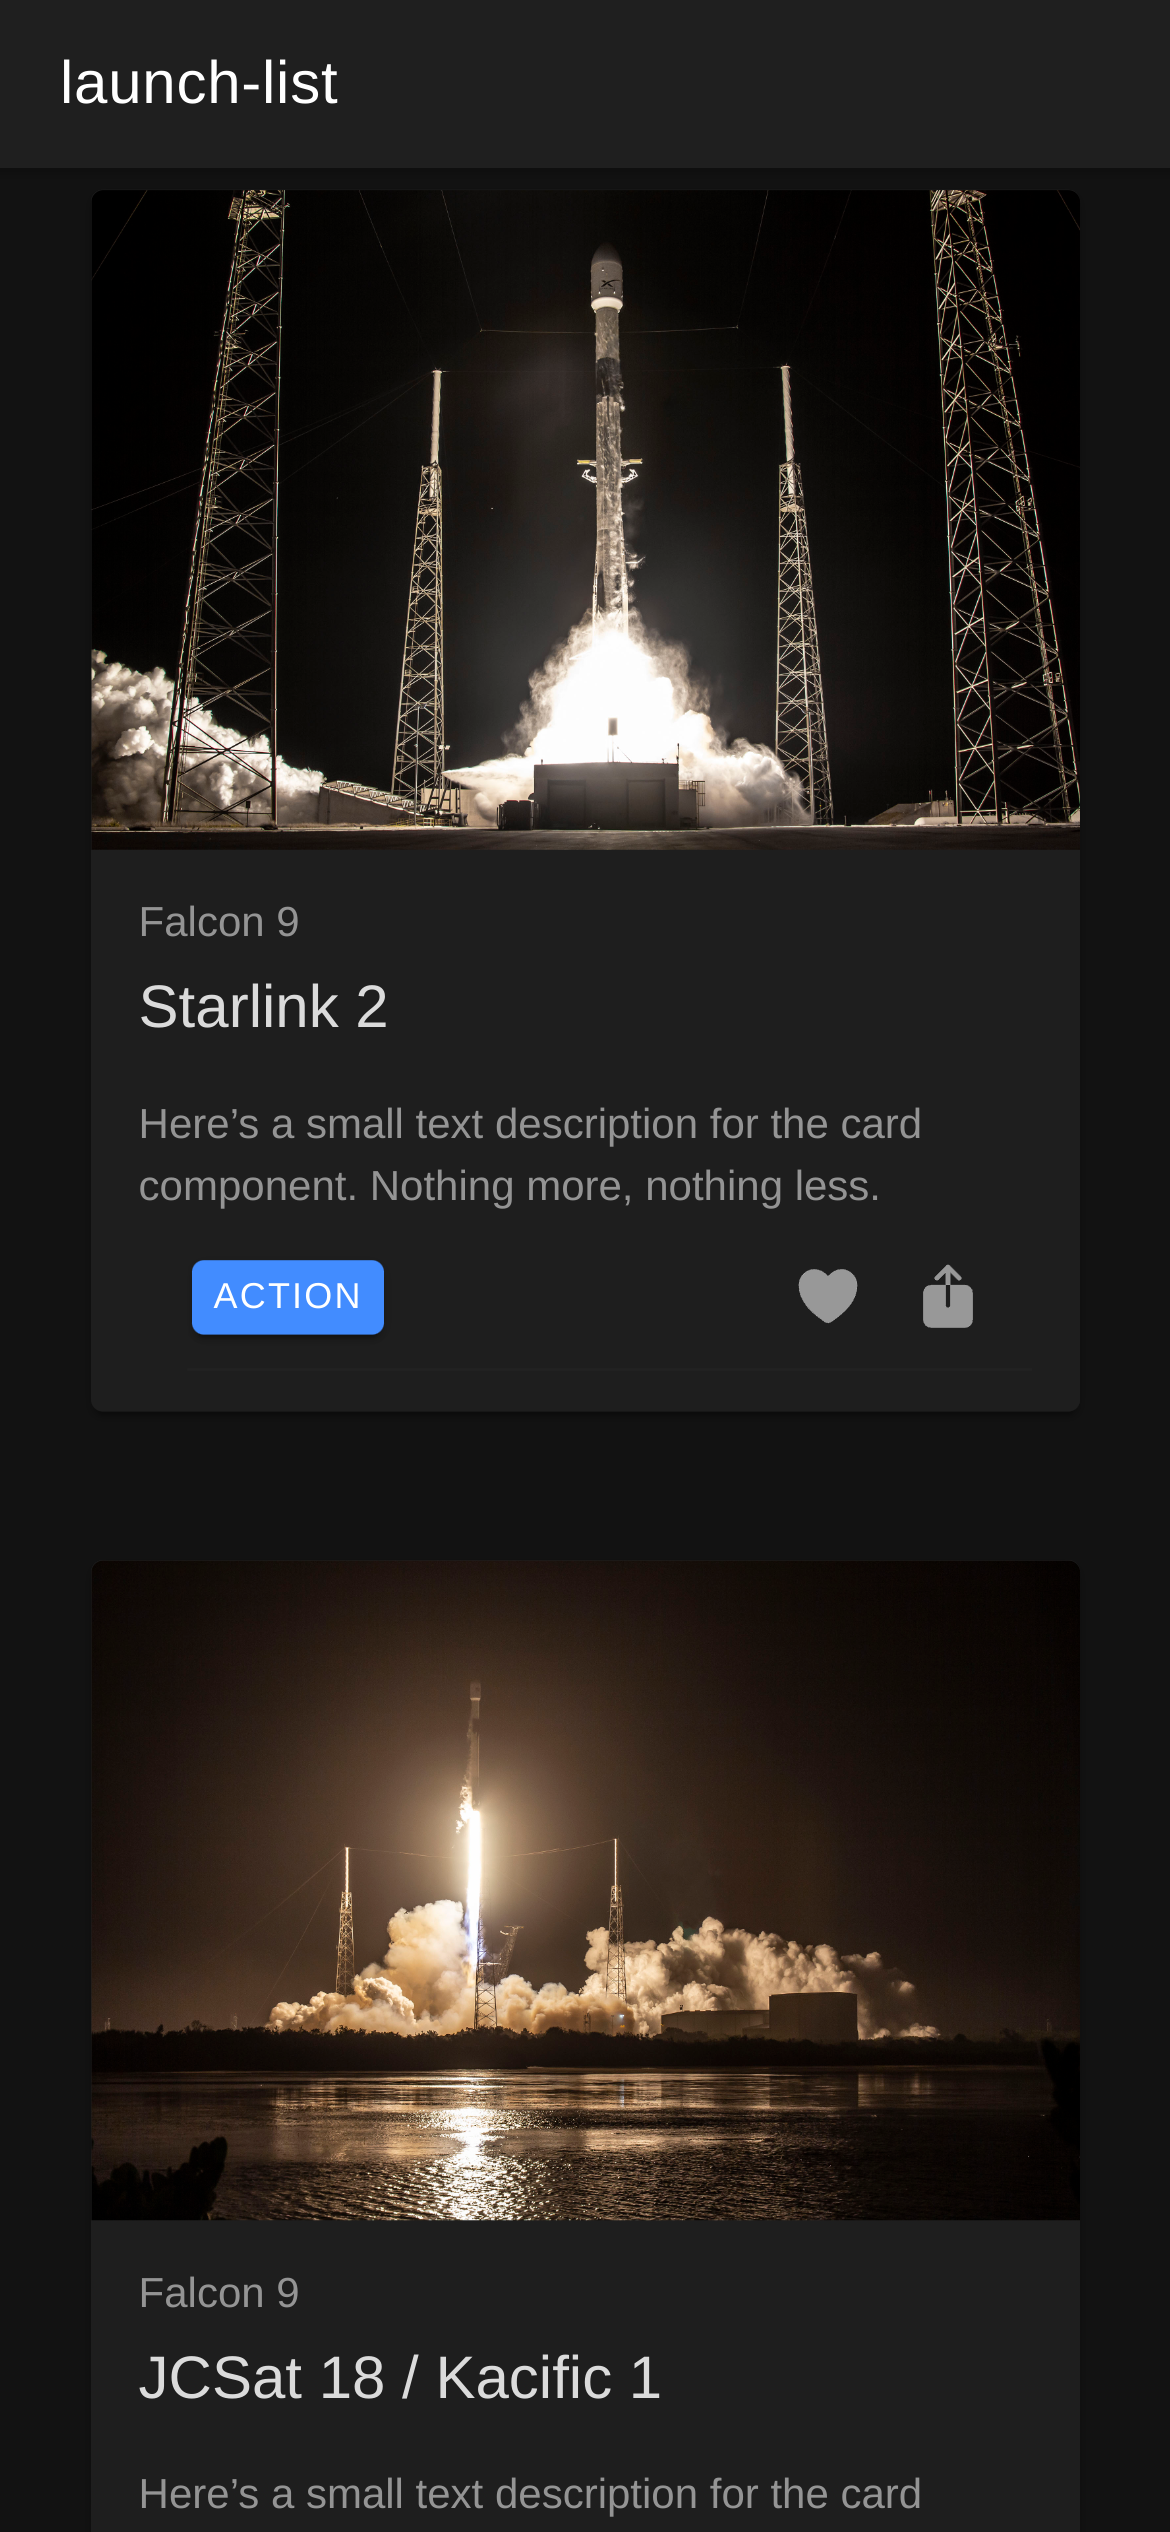 launch-list
Falcon 9
Starlink 2
Here’s a small text description for the card
component. Nothing more, nothing less.
ACTION
Falcon 9
JCSat 18 / Kacific 1
Here’s a small text description for the card